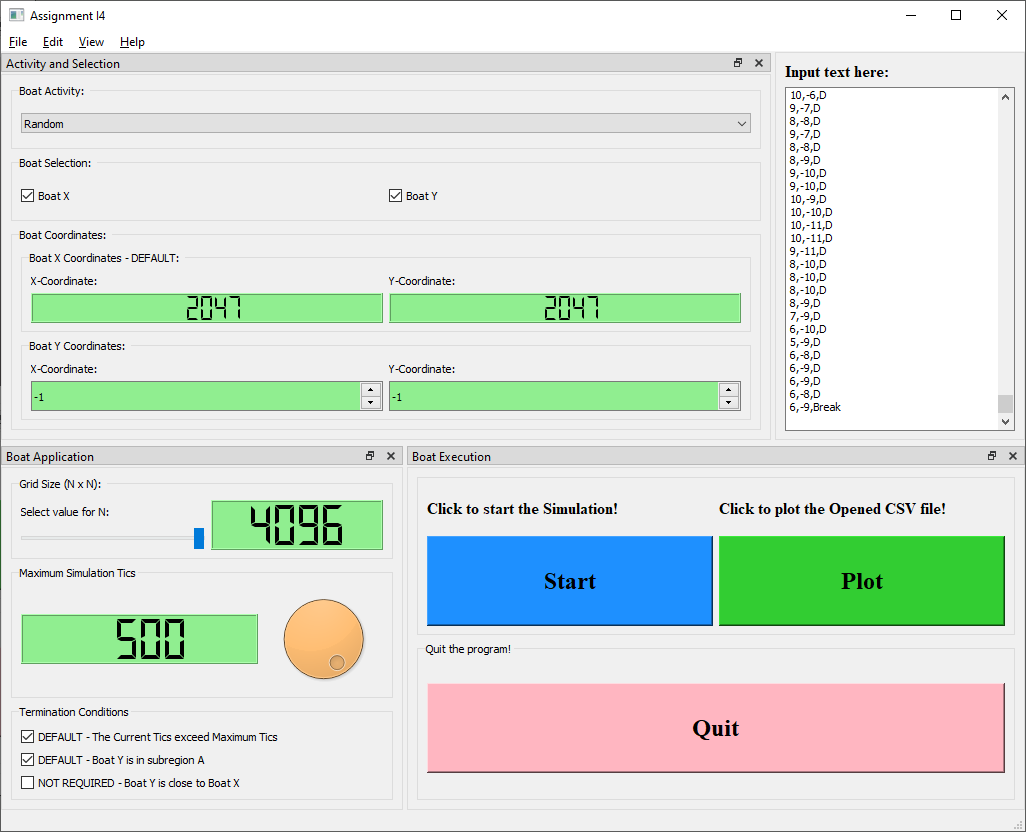 Assignment I4
File Edit View Help
Activity and Selection
Boat Activity:
Random
Boat Selection:
Boat X Boat Y
Boat Coordinates:
Boat X Coordinates - DEFAULT:
X-Coordinate: Y-Coordinate:
2047 2047
Boat Y Coordinates:
X-Coordinate: Y-Coordinate:
-1 -1
Input text here:
10,-6,D
9,-7,D
8,-8,D
9,-7,D
8,-8,D
8,-9,D
9,-10,D
9,-10,D
10,-9,D
10,-10,D
10,-11,D
10,-11,D
9,-11,D
8,-10,D
8,-10,D
8,-10,D
8,-9,D
7,-9,D
6,-10,D
5,-9,D
6,-8,D
6,-9,D
6,-9,D
6,-8,D
6,-9,Break
Boat Application
Grid Size (N x N):
Select value for N:
4096
Maximum Simulation Tics
500
Termination Conditions
DEFAULT - The Current Tics exceed Maximum Tics
DEFAULT - Boat Y is in subregion A
NOT REQUIRED - Boat Y is close to Boat X
Boat Execution
Click to start the Simulation! Click to plot the Opened CSV file!
Start Plot
Quit the program!
Quit